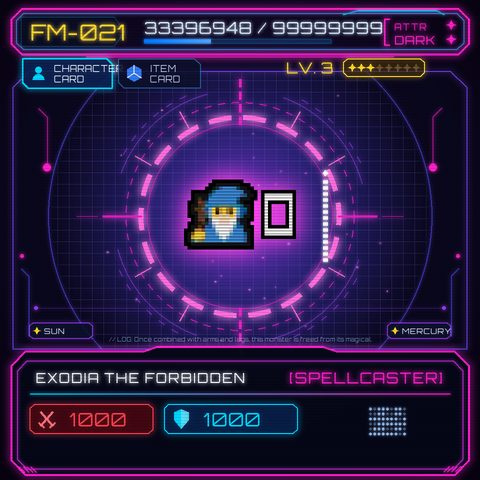 FM-021
33396948 / 99999999
ATTR
DARK
CHARACTER
CARD
ITEM
CARD
LV. 3
SUN
MERCURY
// LOG: Once combined with arms and legs, this monster is freed from its magical
EXODIA THE FORBIDDEN
[SPELLCASTER]
1000
1000